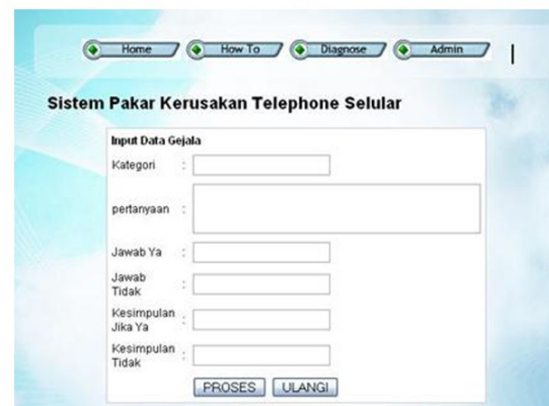 Home How To Diagnose Admin
Sistem Pakar Kerusakan Telephone Selular
Input Data Gejala
Kategori :
pertanyaan :
Jawab Ya :
Jawab
Tidak :
Kesimpulan
Jika Ya :
Kesimpulan
Tidak :
PROSES ULANGI